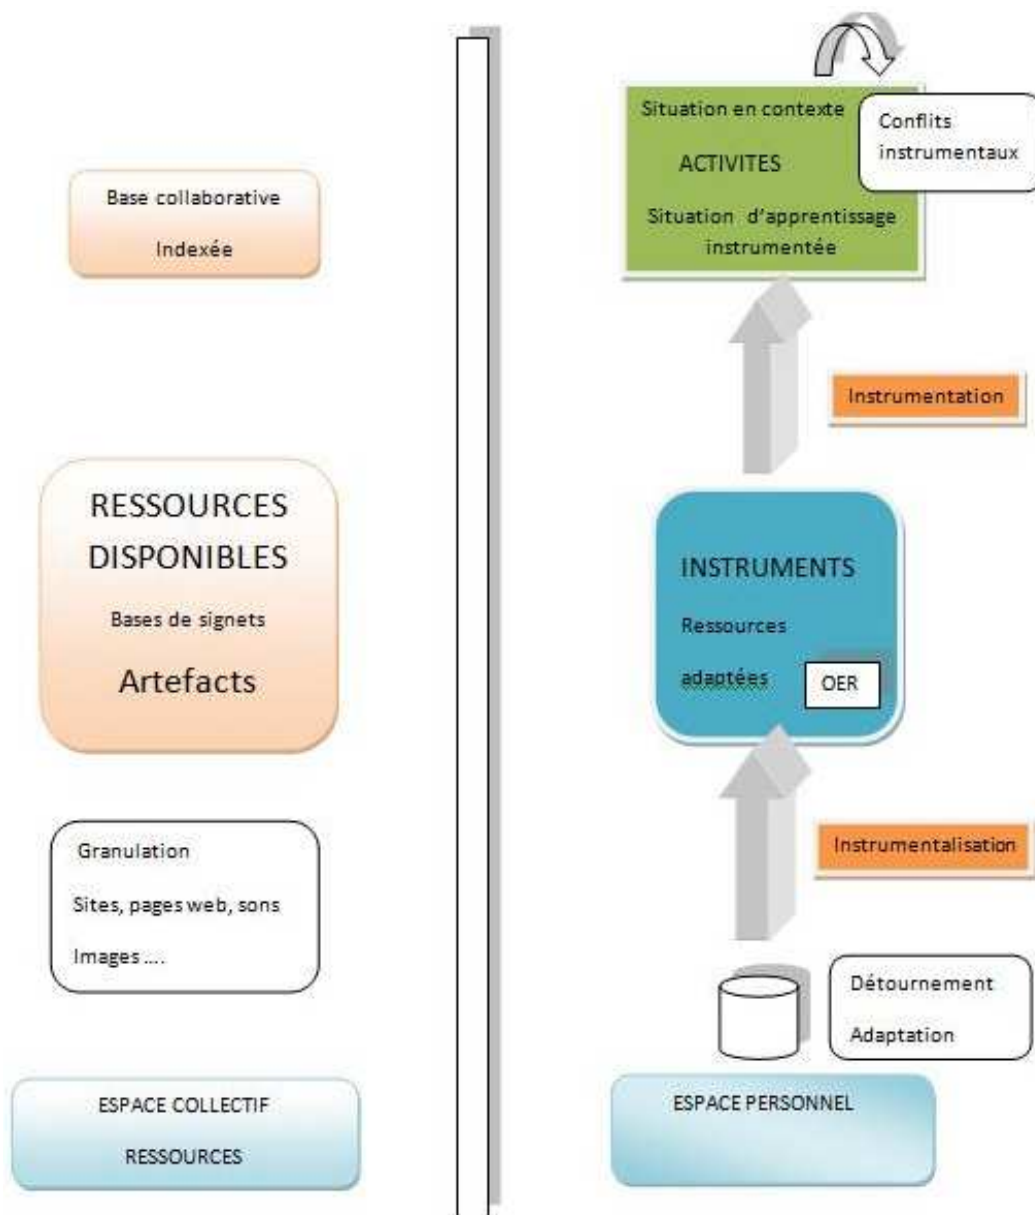 Base collaborative
Indexée
RESSOURCES
DISPONIBLES
Bases de signets
Artefacts
Granulation
Sites, pages web, sons
Images ....
ESPACE COLLECTIF
RESSOURCES
Situation en contexte
ACTIVITES
Situation d’apprentissage
instrumentée
Conflits
instrumentaux
Instrumentation
INSTRUMENTS
Ressources
adaptées
OER
Instrumentalisation
Détournement
Adaptation
ESPACE PERSONNEL